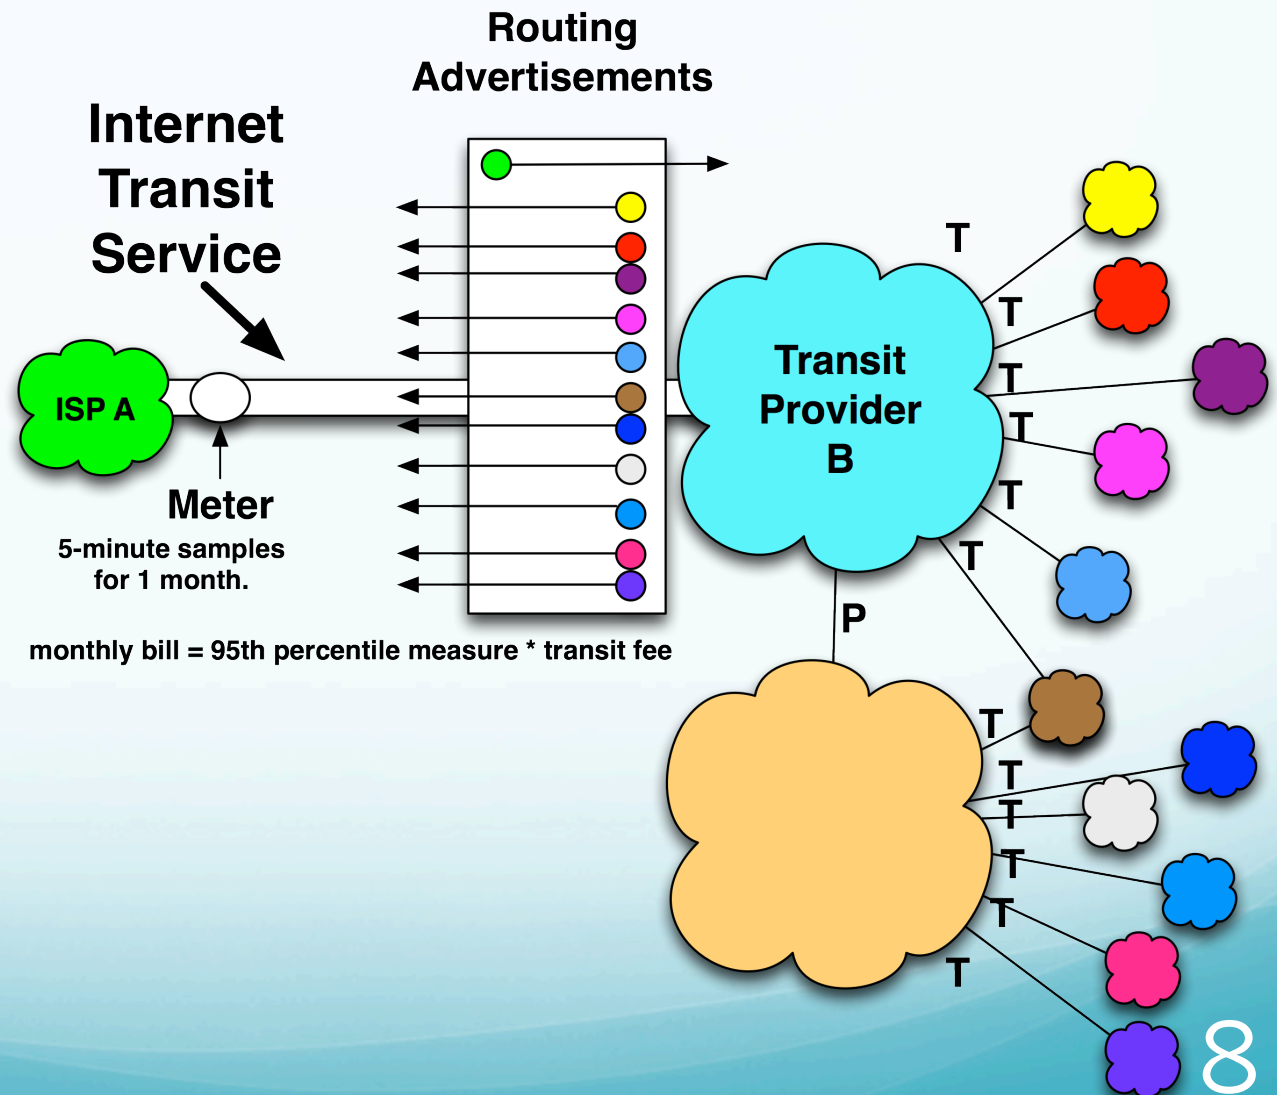 Routing
Advertisements
Internet
Transit
Service
ISP A
Meter
5-minute samples
for 1 month.
monthly bill = 95th percentile measure * transit fee
Transit
Provider
B
T
T
T
T
T
T
P
T
T
T
T
T
T
8